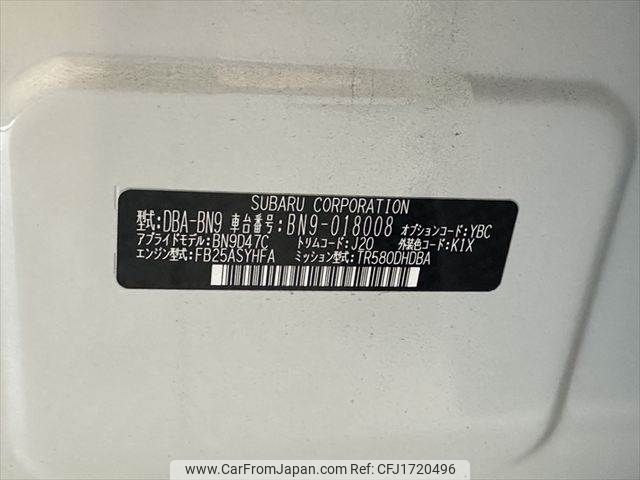 SUBARU CORPORATION
型式:DBA-BN9 車台番号:BN9-018008 オプションコード:YBC
アプライドモデル:BN9D47C トリムコード:J20 外装色コード:K1X
エンジン型式:FB25ASYHFA ミッション型式:TR580DHDBA
www.CarFromJapan.com Car ID: CFJ1720496